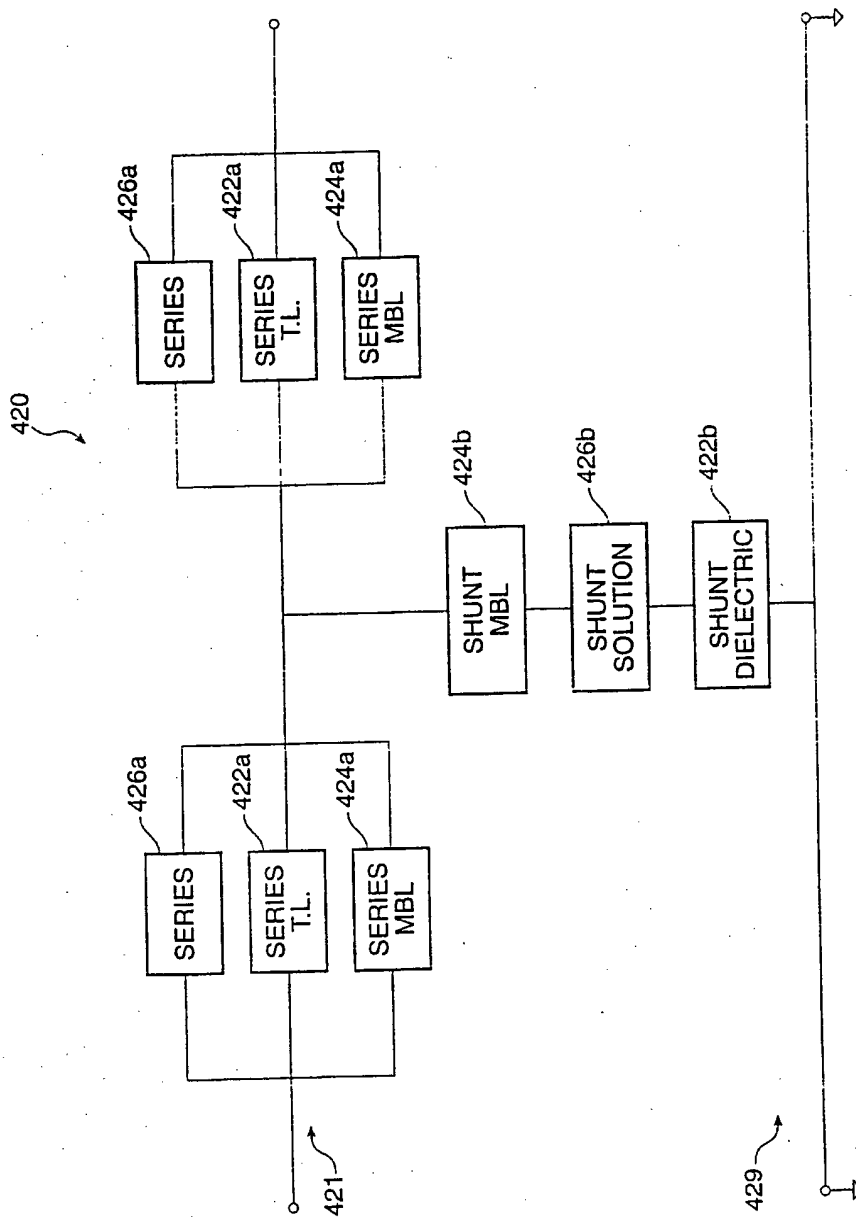 420
426a
SERIES
422a
SERIES
T.L.
424a
SERIES
MBL
426a
SERIES
422a
SERIES
T.L.
424a
SERIES
MBL
421
SHUNT
MBL
424b
SHUNT
SOLUTION
426b
SHUNT
DIELECTRIC
422b
429